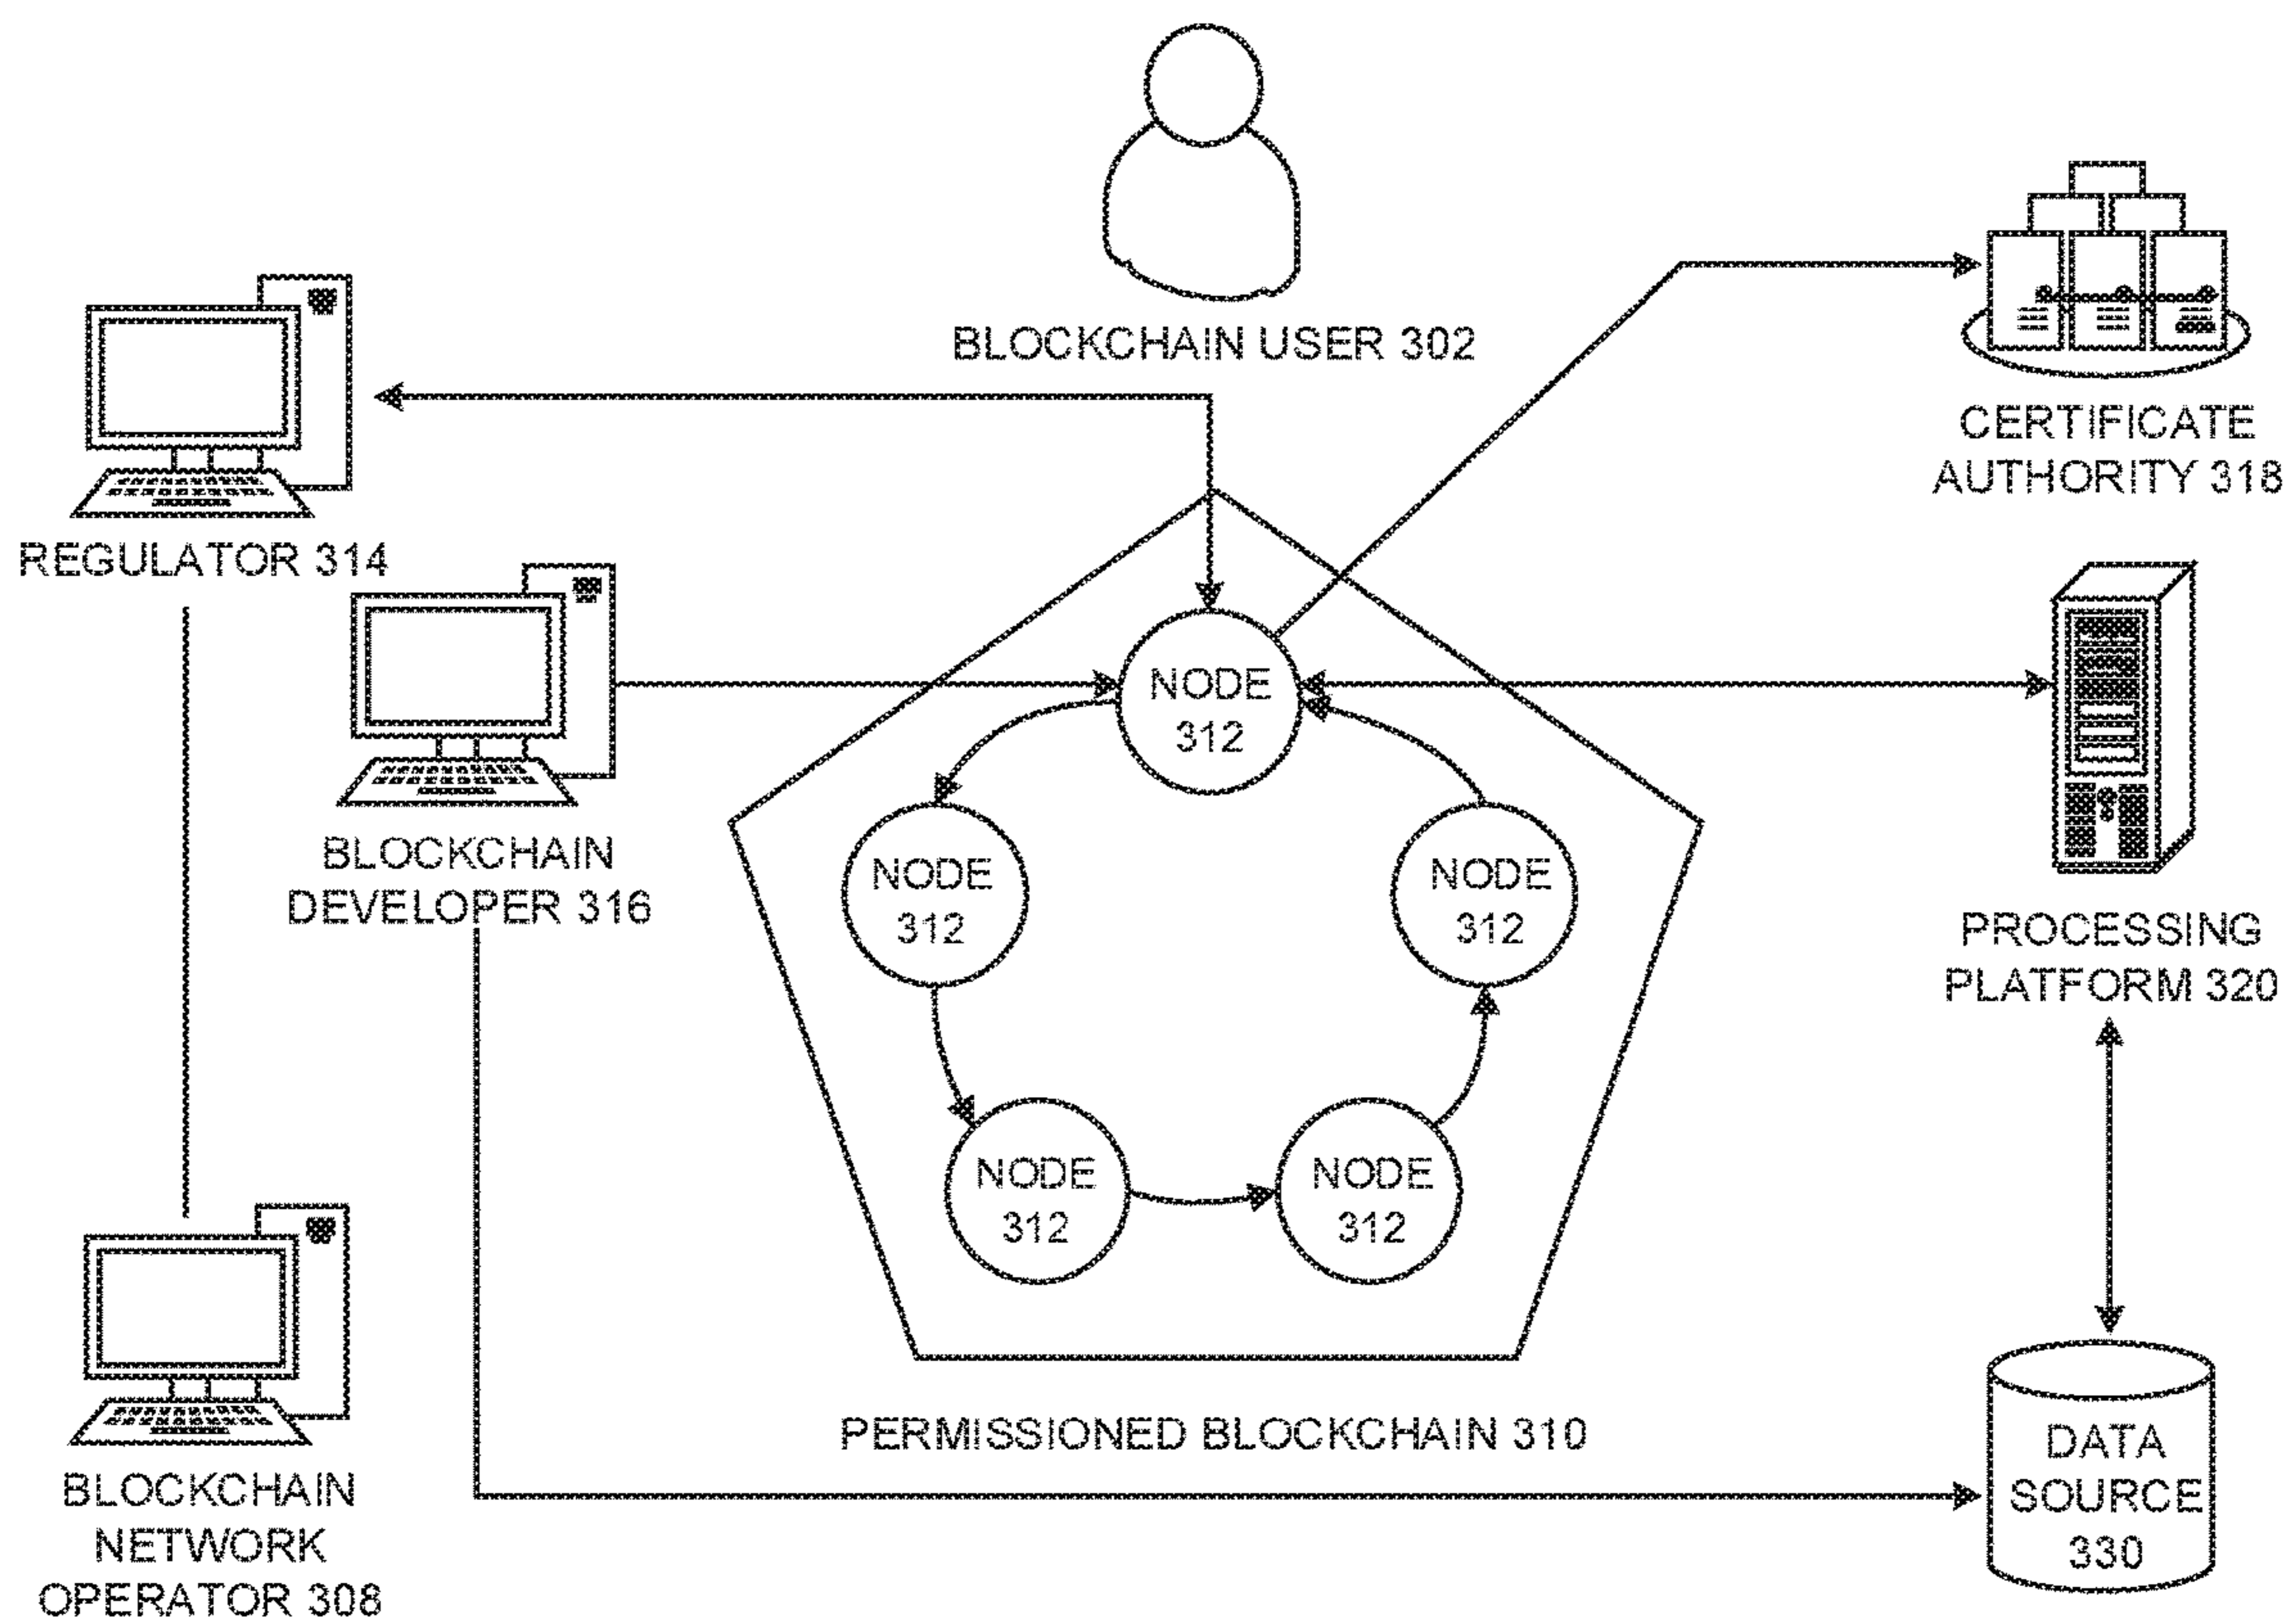 BLOCKCHAIN USER 302
CERTIFICATE
AUTHORITY 318
REGULATOR 314
BLOCKCHAIN
DEVELOPER 316
NODE
312
NODE
312
NODE
312
NODE
312
NODE
312
PROCESSING
PLATFORM 320
PERMISSIONED BLOCKCHAIN 310
BLOCKCHAIN
NETWORK
OPERATOR 308
DATA
SOURCE
330